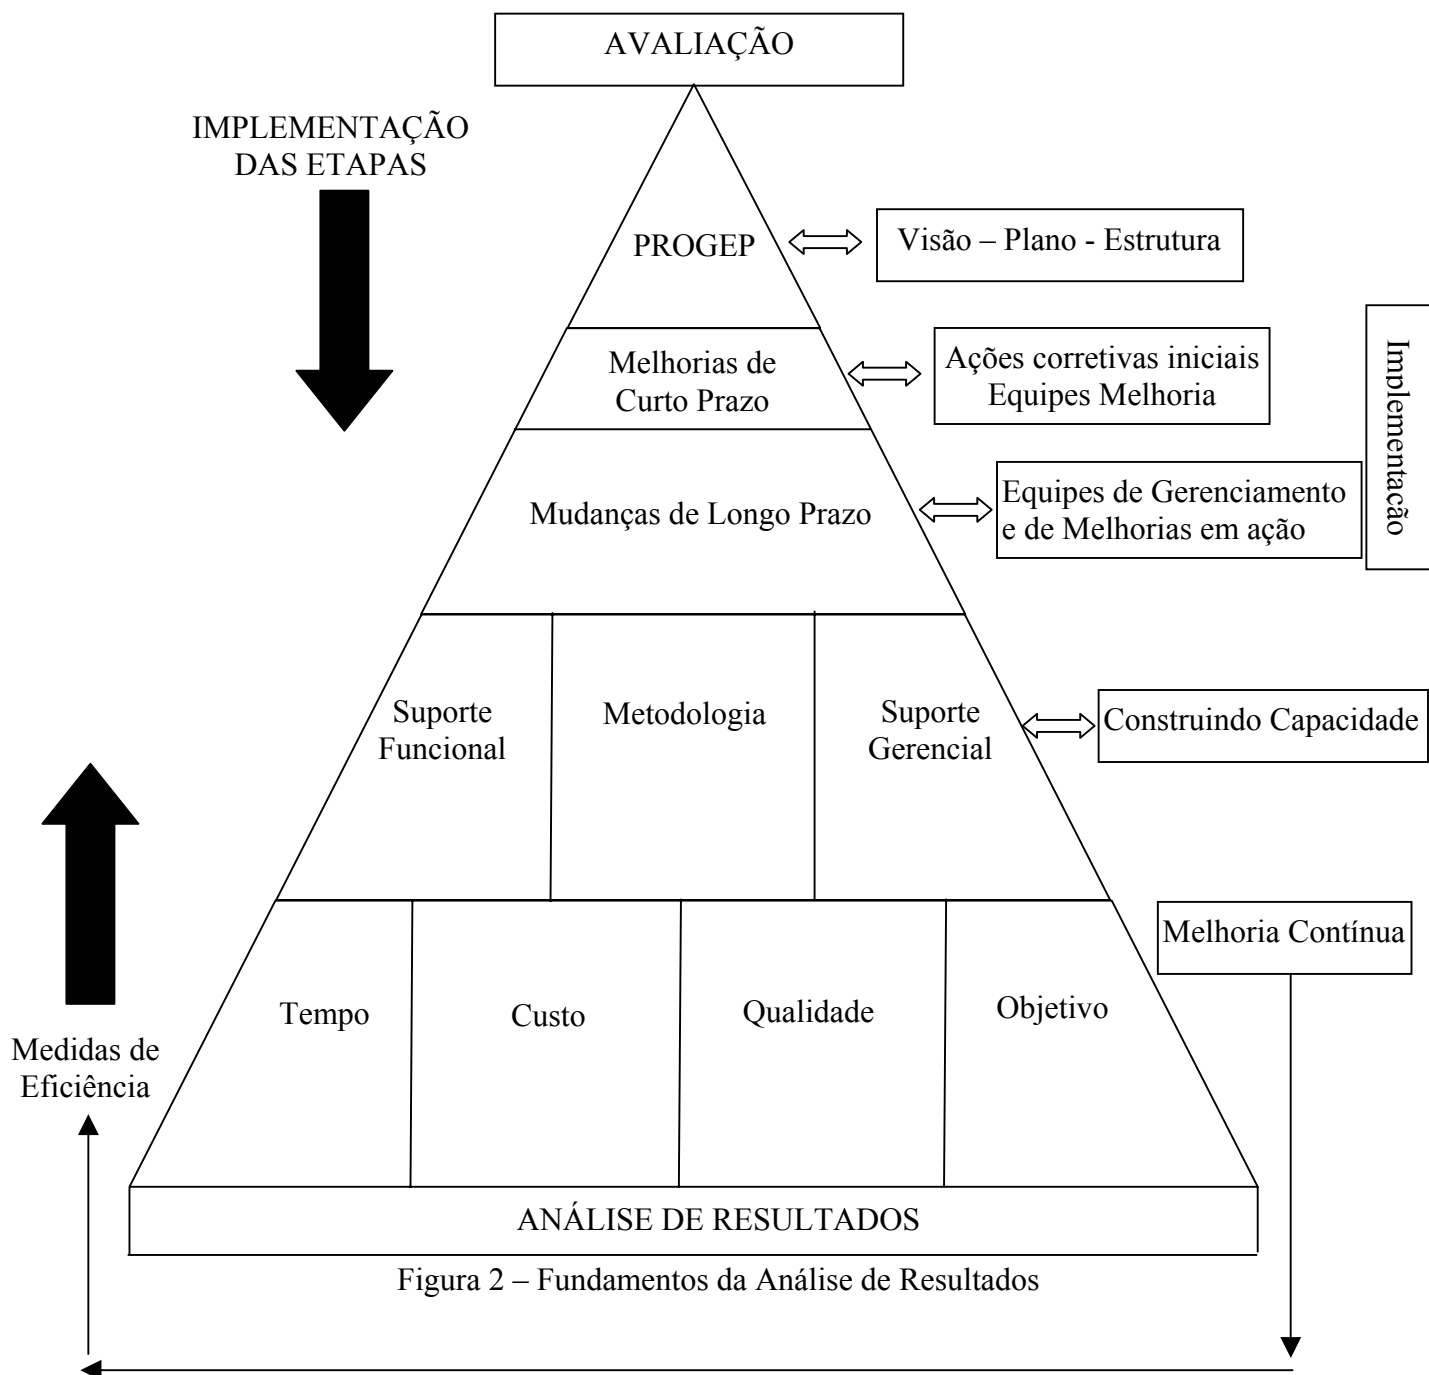 AVALIAÇÃO
IMPLEMENTAÇÃO
DAS ETAPAS
PROGEP
Visão – Plano - Estrutura
Melhorias de
Curto Prazo
Ações corretivas iniciais
Equipes Melhoria
Implementação
Mudanças de Longo Prazo
Equipes de Gerenciamento
e de Melhorias em ação
Suporte
Funcional
Metodologia
Suporte
Gerencial
Construindo Capacidade
Melhoria Contínua
Tempo
Custo
Qualidade
Objetivo
Medidas de
Eficiência
ANÁLISE DE RESULTADOS
Figura 2 – Fundamentos da Análise de Resultados